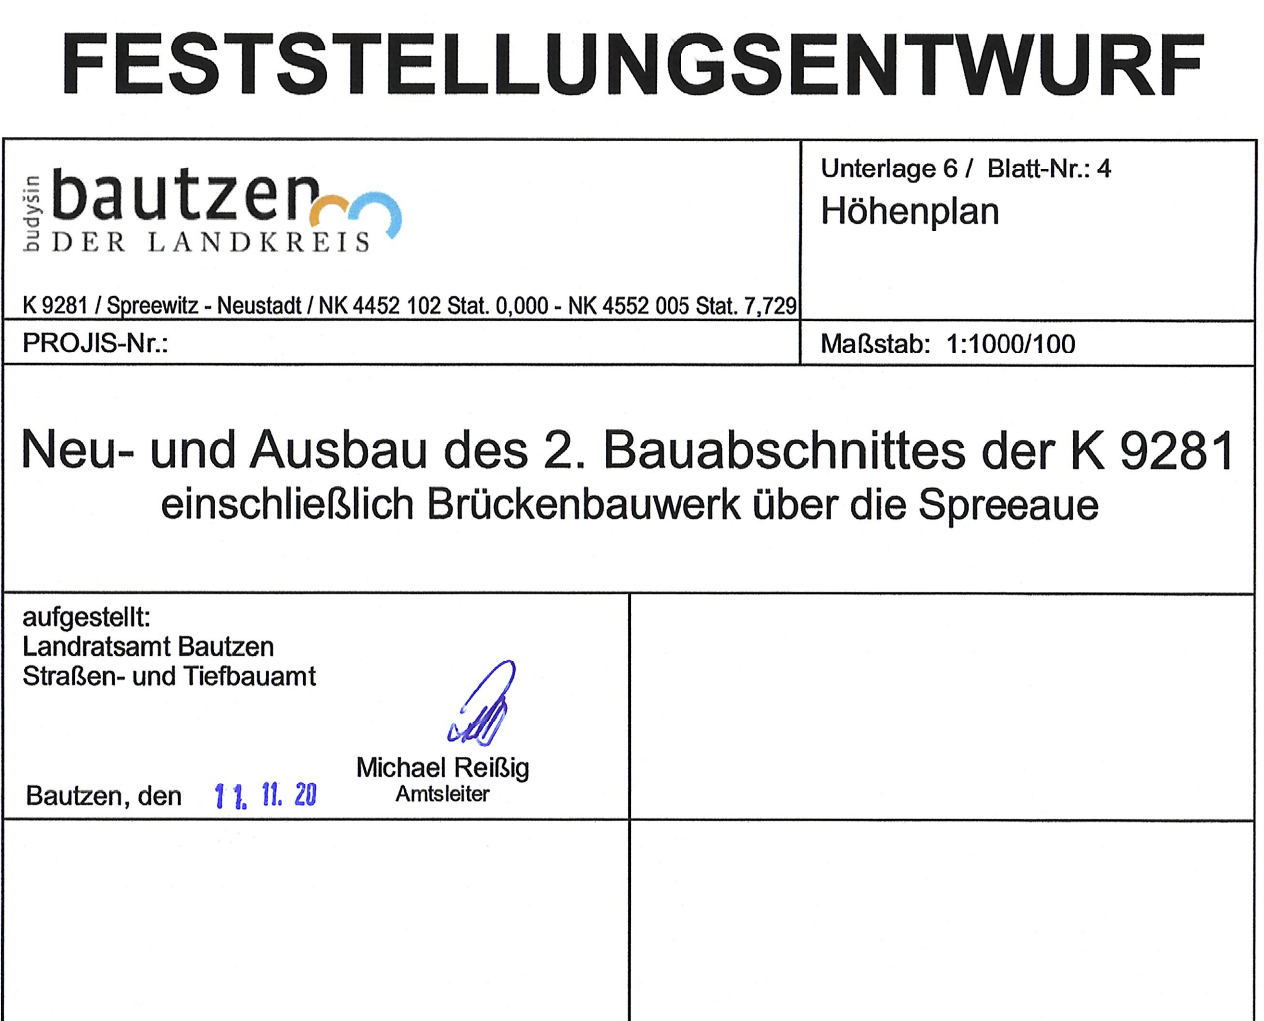 FESTSTELLUNGSENTWURF
budyšin
bautzen
DER LANDKREIS
K 9281 / Spreewitz - Neustadt / NK 4452 102 Stat. 0,000 - NK 4552 005 Stat. 7,729
Unterlage 6 / Blatt-Nr.: 4
Höhenplan
PROJIS-Nr.:
Maßstab: 1:1000/100
Neu- und Ausbau des 2. Bauabschnittes der K 9281
einschließlich Brückenbauwerk über die Spreeaue
aufgestellt:
Landratsamt Bautzen
Straßen- und Tiefbauamt
Michael Reißig
Amtsleiter
Bautzen, den 11. 11. 20